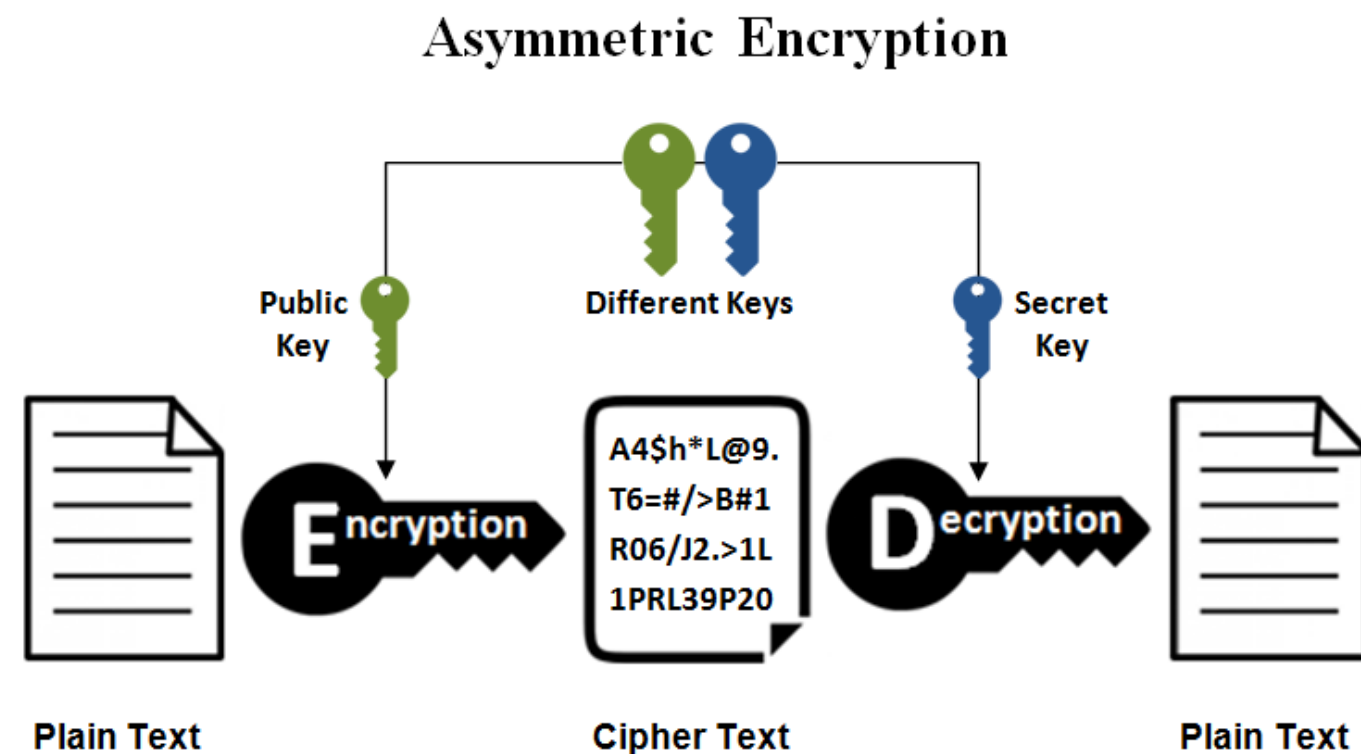 Asymmetric Encryption
Public
Key
Different Keys
Secret
Key
Encryption
A4$h*L@9.
T6=#/>B#1
R06/J2.>1L
1PRL39P20
Decryption
Plain Text
Cipher Text
Plain Text